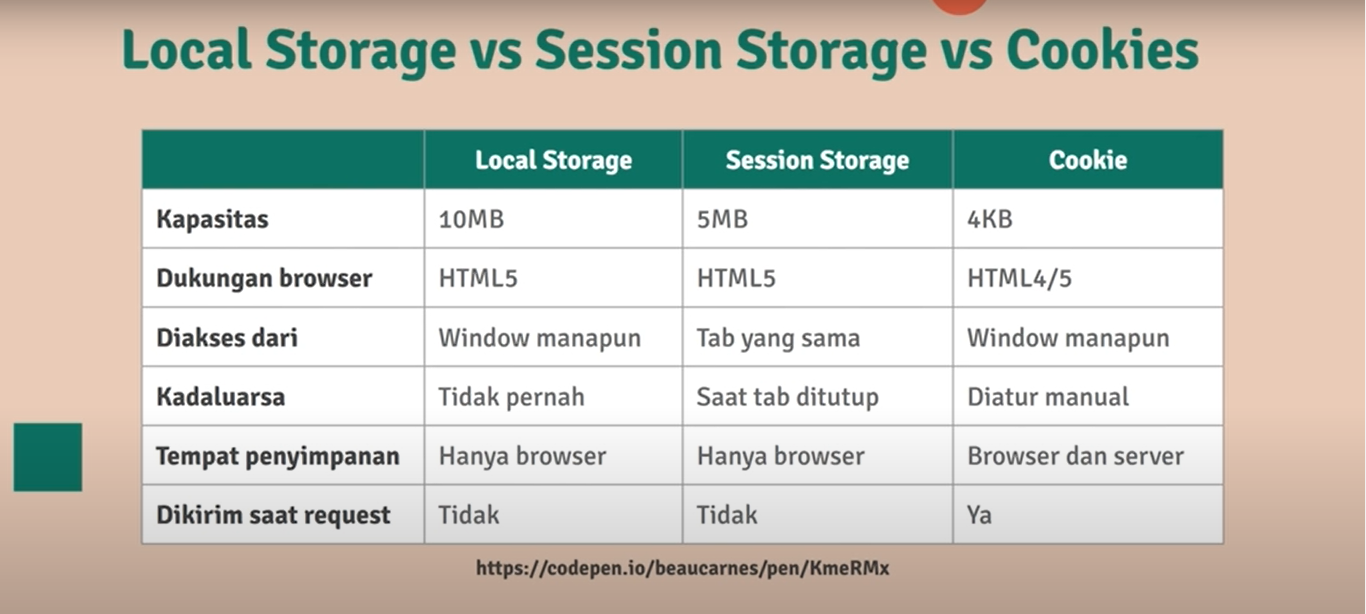 Local Storage vs Session Storage vs Cookies
Local Storage Session Storage Cookie
Kapasitas 10MB 5MB 4KB
Dukungan browser HTML5 HTML5 HTML4/5
Diakses dari Window manapun Tab yang sama Window manapun
Kadaluarsa Tidak pernah Saat tab ditutup Diatur manual
Tempat penyimpanan Hanya browser Hanya browser Browser dan server
Dikirim saat request Tidak Tidak Ya
https://codepen.io/beaucarnes/pen/KmeRMx